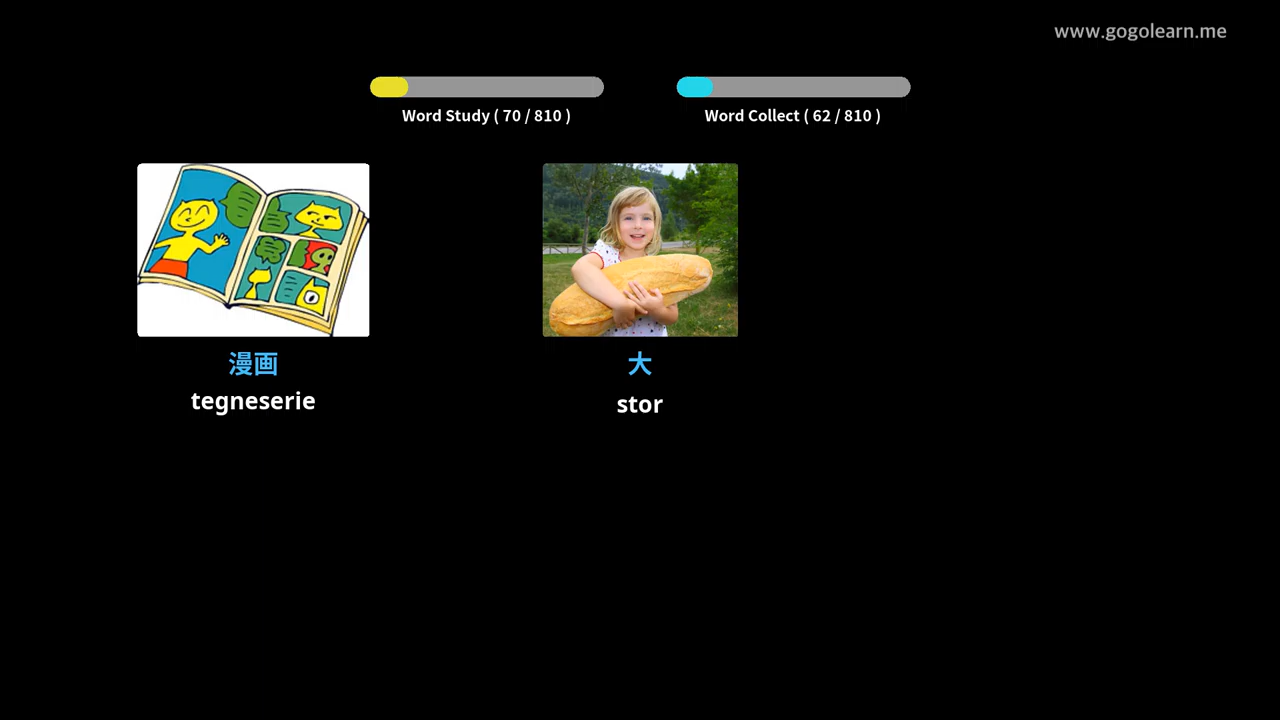 www.gogolearn.me
Word Study ( 70 / 810 )
Word Collect ( 62 / 810 )
漫画
tegneserie
大
stor